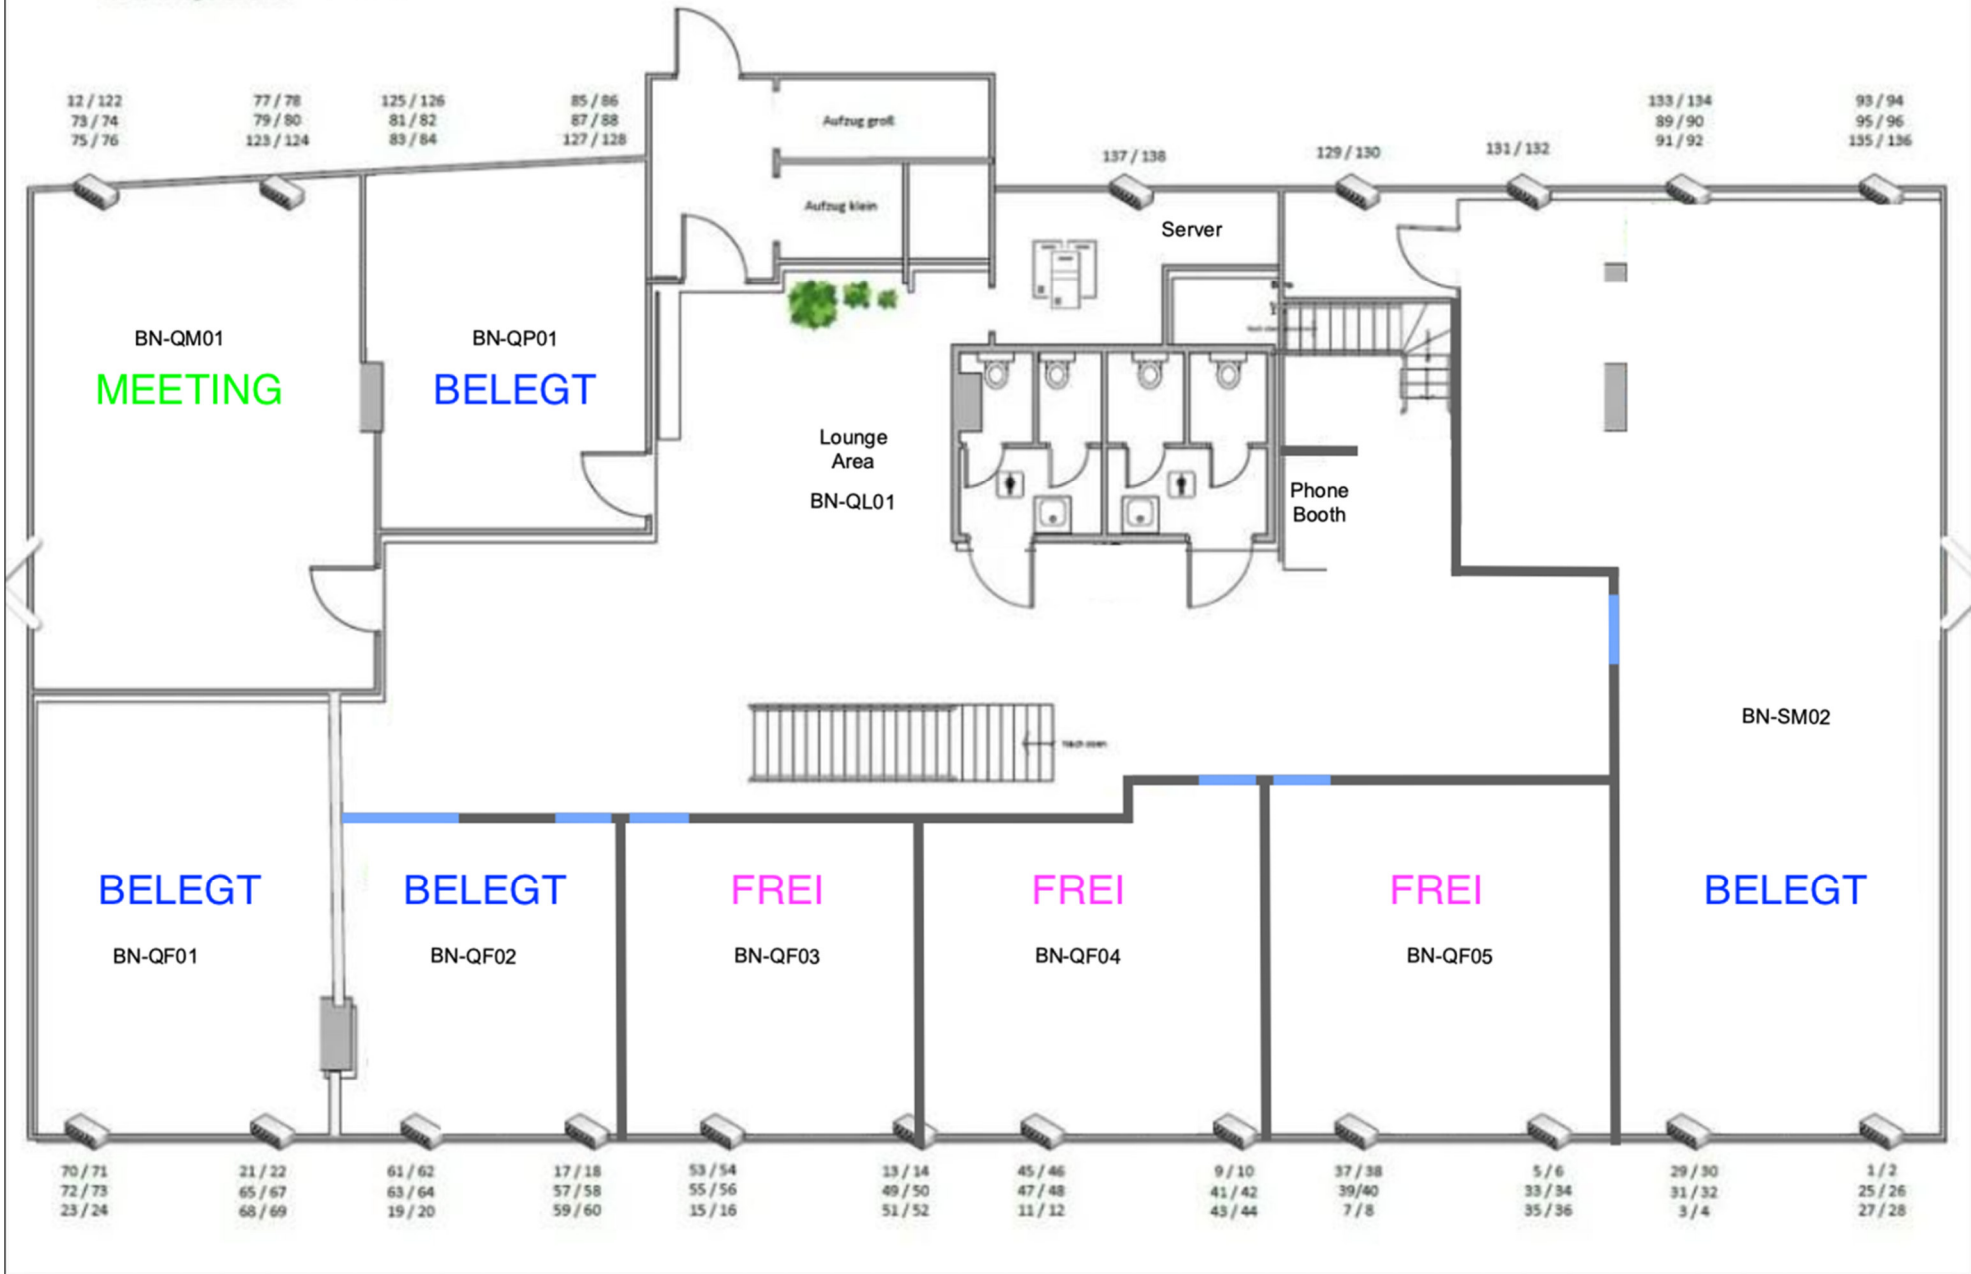 12 / 122
73 / 74
75 / 76
77 / 78
79 / 80
123 / 124
125 / 126
81 / 82
83 / 84
85 / 86
87 / 88
127 / 128
Aufzug groß
Aufzug klein
137 / 138
129 / 130
131 / 132
133 / 134
89 / 90
91 / 92
93 / 94
95 / 96
135 / 136
Server
BN-QM01
MEETING
BN-QP01
BELEGT
Lounge
Area
BN-QL01
Phone
Booth
BN-SM02
BELEGT
BN-QF01
BELEGT
BN-QF02
FREI
BN-QF03
FREI
BN-QF04
FREI
BN-QF05
BELEGT
70 / 71
72 / 73
23 / 24
21 / 22
65 / 67
68 / 69
61 / 62
63 / 64
19 / 20
17 / 18
57 / 58
59 / 60
53 / 54
55 / 56
15 / 16
13 / 14
49 / 50
51 / 52
45 / 46
47 / 48
11 / 12
9 / 10
41 / 42
43 / 44
37 / 38
39/40
7 / 8
5 / 6
33 / 34
35 / 36
29 / 30
31 / 32
3 / 4
1 / 2
25 / 26
27 / 28